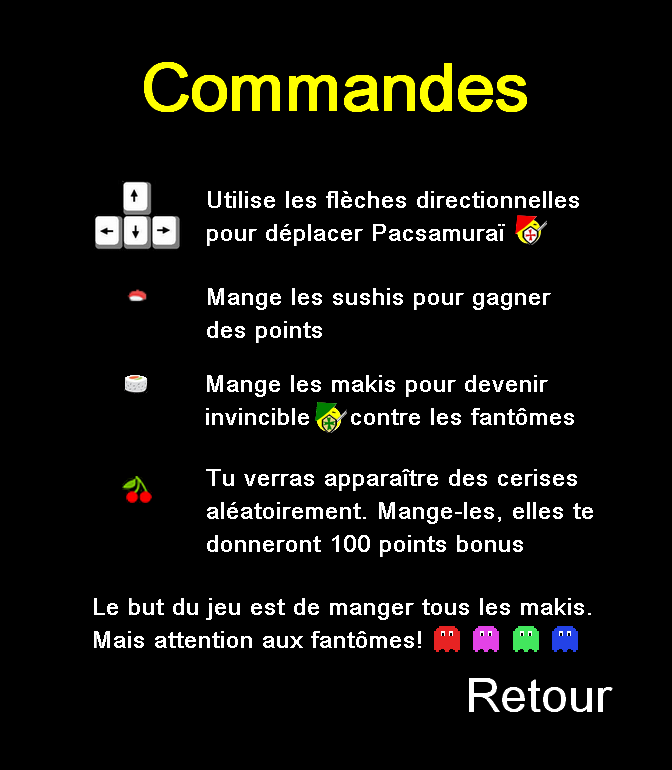 Commandes
Utilise les flèches directionnelles
pour déplacer Pacsamuraï
Mange les sushis pour gagner
des points
Mange les makis pour devenir
invincible contre les fantômes
Tu verras apparaître des cerises
aléatoirement. Mange-les, elles te
donneront 100 points bonus
Le but du jeu est de manger tous les makis.
Mais attention aux fantômes!
Retour